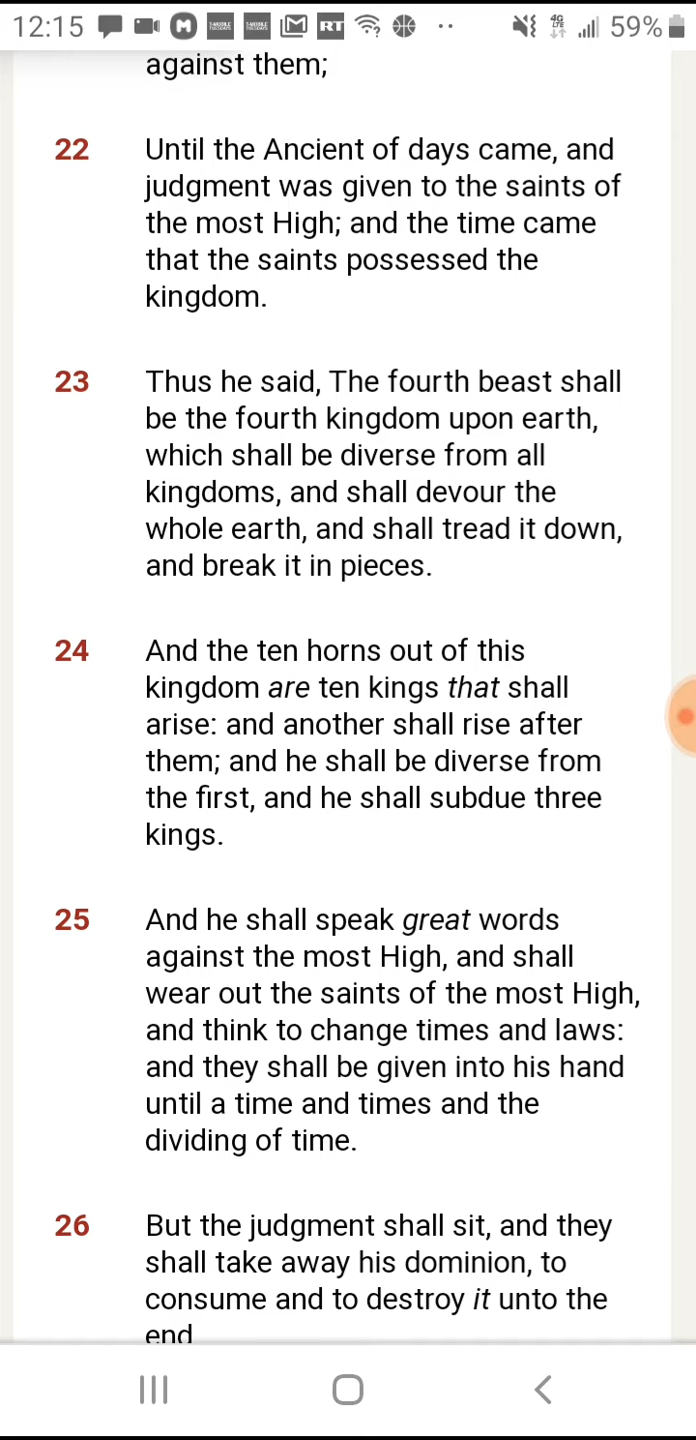 12:15 M T-MOBILE TUESDAYS T-MOBILE TUESDAYS M RT ? 4G LTE 59%
against them;
22 Until the Ancient of days came, and
judgment was given to the saints of
the most High; and the time came
that the saints possessed the
kingdom.
23 Thus he said, The fourth beast shall
be the fourth kingdom upon earth,
which shall be diverse from all
kingdoms, and shall devour the
whole earth, and shall tread it down,
and break it in pieces.
24 And the ten horns out of this
kingdom are ten kings that shall
arise: and another shall rise after
them; and he shall be diverse from
the first, and he shall subdue three
kings.
25 And he shall speak great words
against the most High, and shall
wear out the saints of the most High,
and think to change times and laws:
and they shall be given into his hand
until a time and times and the
dividing of time.
26 But the judgment shall sit, and they
shall take away his dominion, to
consume and to destroy it unto the
end